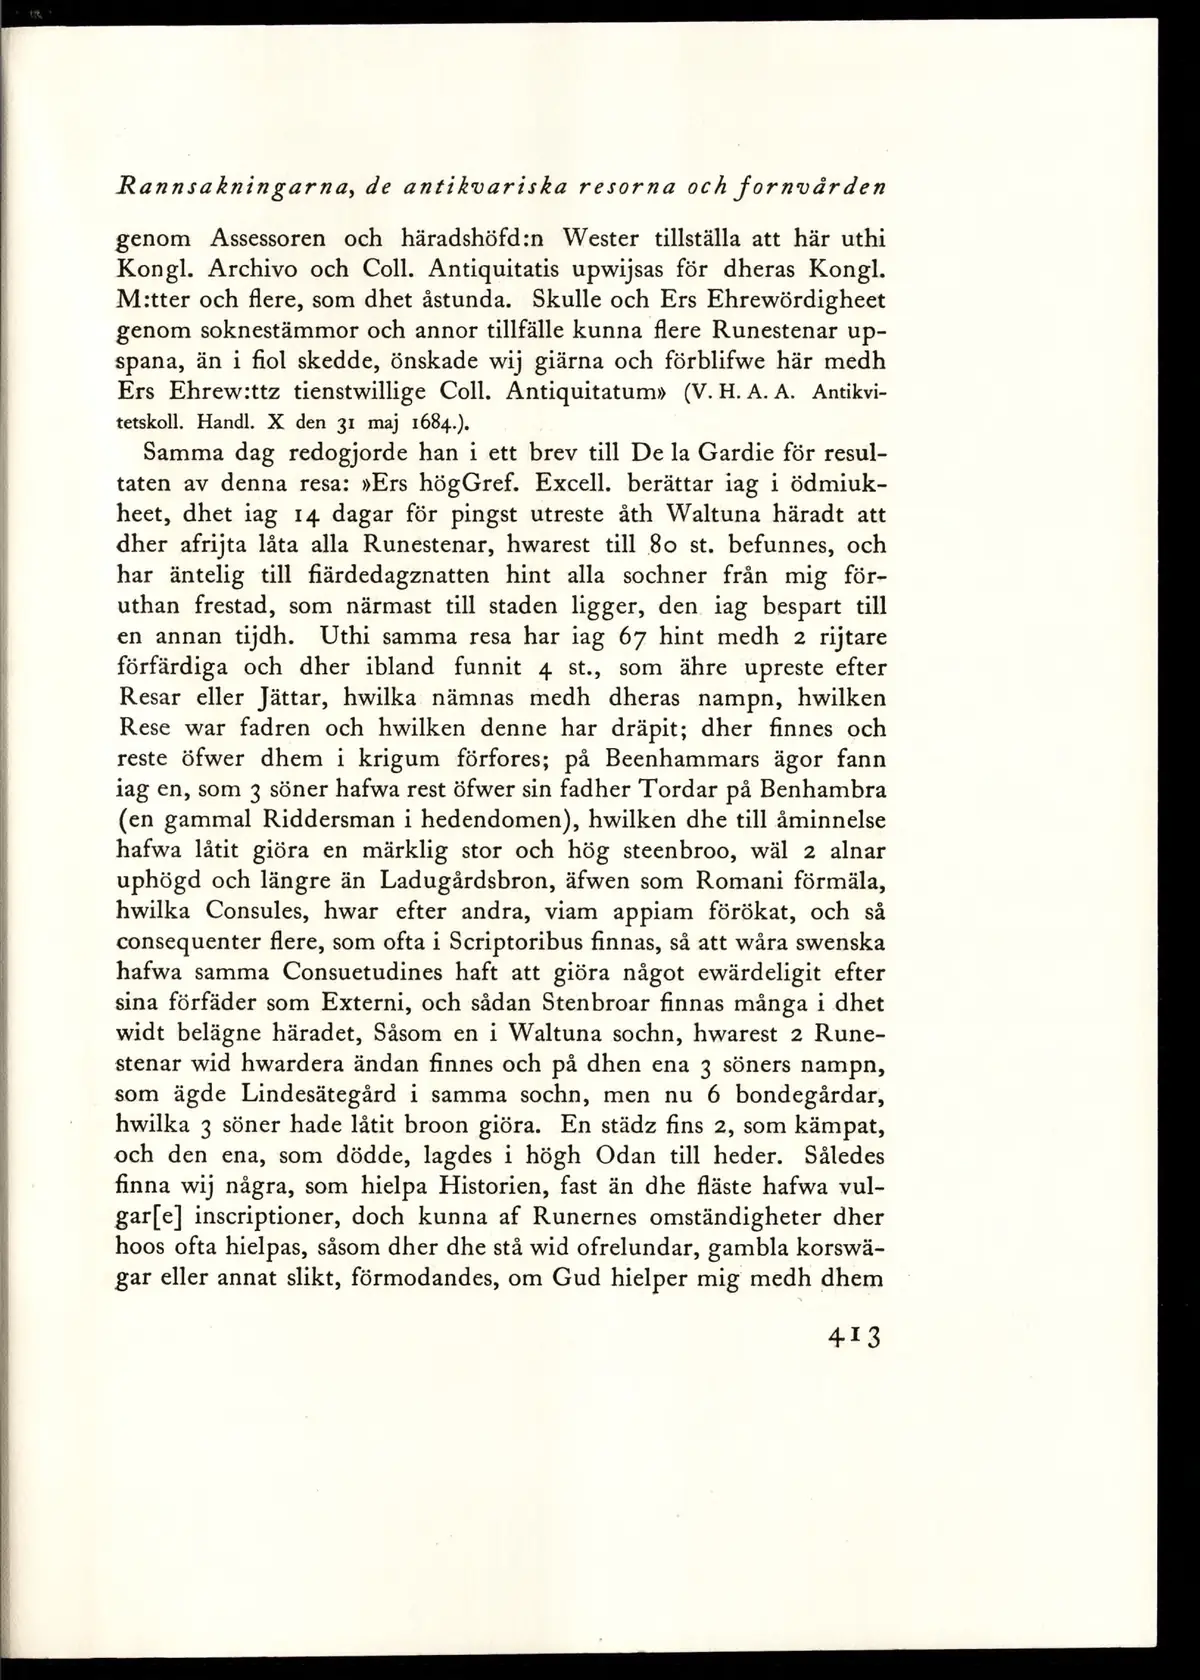 Rannsakningarna, de antikvariska resorna och fornvården
genom Assessoren och häradshöfd:n Wester tillställa att här uthi
Kongl. Archivo och Coll. Antiquitatis upwijsas för dheras Kongl.
M:tter och flere, som dhet åstunda. Skulle och Ers Ehrewördigheet
genom soknestämmor och annor tillfälle kunna flere Runestenar up-
spana, än i fiol skedde, önskade wij giärna och förblifwe här medh
Ers Ehrew:ttz tienstwillige Coll. Antiquitatum» (V. H. A. A. Antikvi-
tetskoll. Handl. X den 31 maj 1684.).
Samma dag redogjorde han i ett brev till De la Gardie för resul-
taten av denna resa: »Ers högGref. Excell. berättar iag i ödmiuk-
heet, dhet iag 14 dagar för pingst utreste åth Waltuna häradt att
dher afrijta låta alla Runestenar, hwarest till 80 st. befunnes, och
har äntelig till fiärdedagznatten hint alla sochner från mig för-
uthan frestad, som närmast till staden ligger, den iag bespart till
en annan tijdh. Uthi samma resa har iag 67 hint medh 2 rijtare
förfärdiga och dher ibland funnit 4 st., som ähre upreste efter
Resar eller Jättar, hwilka nämnas medh dheras nampn, hwilken
Rese war fadren och hwilken denne har dräpit; dher finnes och
reste öfwer dhem i krigum förfores; på Beenhammars ägor fann
iag en, som 3 söner hafwa rest öfwer sin fadher Tordar på Benhambra
(en gammal Riddersman i hedendomen), hwilken dhe till åminnelse
hafwa låtit giöra en märklig stor och hög steenbroo, wäl 2 alnar
uphögd och längre än Ladugårdsbron, äfwen som Romani förmäla,
hwilka Consules, hwar efter andra, viam appiam förökat, och så
consequenter flere, som ofta i Scriptoribus finnas, så att wåra swenska
hafwa samma Consuetudines haft att giöra något ewärdeligit efter
sina förfäder som Externi, och sådan Stenbroar finnas många i dhet
widt belägne häradet, Såsom en i Waltuna sochn, hwarest 2 Rune-
stenar wid hwardera ändan finnes och på dhen ena 3 söners nampn,
som ägde Lindesätegård i samma sochn, men nu 6 bondegårdar,
hwilka 3 söner hade låtit broon giöra. En städz fins 2, som kämpat,
och den ena, som dödde, lagdes i högh Odan till heder. Således
finna wij några, som hielpa Historien, fast än dhe fläste hafwa vul-
gar[e] inscriptioner, doch kunna af Runernes omständigheter dher
hoos ofta hielpas, såsom dher dhe stå wid ofrelundar, gambla korswä-
gar eller annat slikt, förmodandes, om Gud hielper mig medh dhem
413